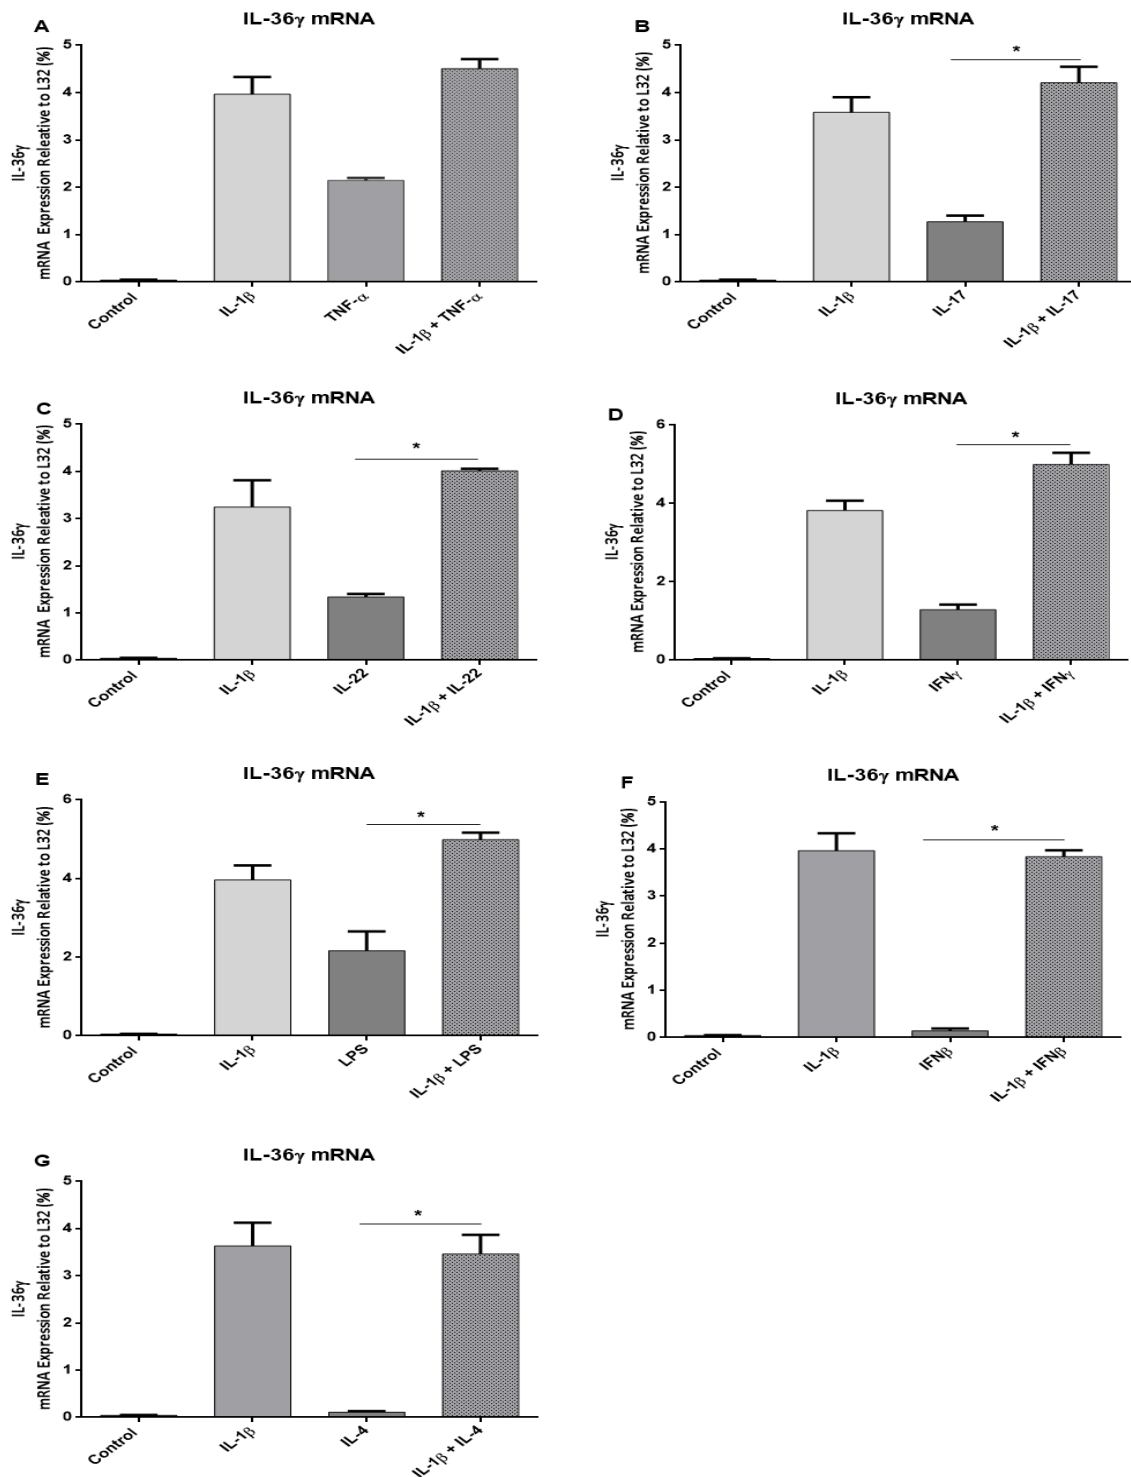 A
IL-36γ mRNA
IL-36γ
mRNA Expression Releative to L32 (%)
5
4
3
2
1
0
Control
IL-1β
TNF-α
IL-1β + TNF-α
B
IL-36γ mRNA
IL-36γ
mRNA Expression Relative to L32 (%)
5
4
3
2
1
0
*
Control
IL-1β
IL-17
IL-1β + IL-17
C
IL-36γ mRNA
IL-36γ
mRNA Expression Releative to L32 (%)
5
4
3
2
1
0
*
Control
IL-1β
IL-22
IL-1β + IL-22
D
IL-36γ mRNA
IL-36γ
mRNA Expression Relative to L32 (%)
6
4
2
0
*
Control
IL-1β
IFNγ
IL-1β + IFNγ
E
IL-36γ mRNA
IL-36γ
mRNA Expression Relative to L32 (%)
6
4
2
0
*
Control
IL-1β
LPS
IL-1β + LPS
F
IL-36γ mRNA
IL-36γ
mRNA Expression Relative to L32 (%)
5
4
3
2
1
0
*
Control
IL-1β
IFNβ
IL-1β + IFNβ
G
IL-36γ mRNA
IL-36γ
mRNA Expression Relative to L32 (%)
5
4
3
2
1
0
*
Control
IL-1β
IL-4
IL-1β + IL-4